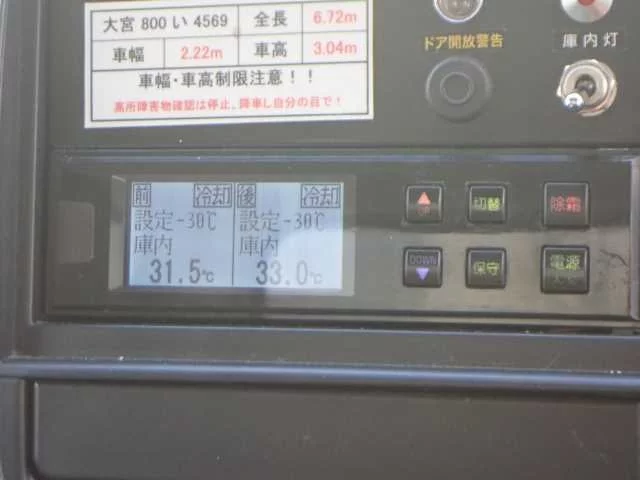 大宮 800 い 4569 全長 6.72m
車幅 2.22m 車高 3.04m
車幅・車高制限注意！！
高所障害物確認は停止、降車し自分の目で！
ドア開放警告
庫内灯
前 冷却 後 冷却
設定-30℃ 設定-30℃
庫内 庫内
31.5℃ 33.0℃
UP 切替 除霜
DOWN 保守 電源